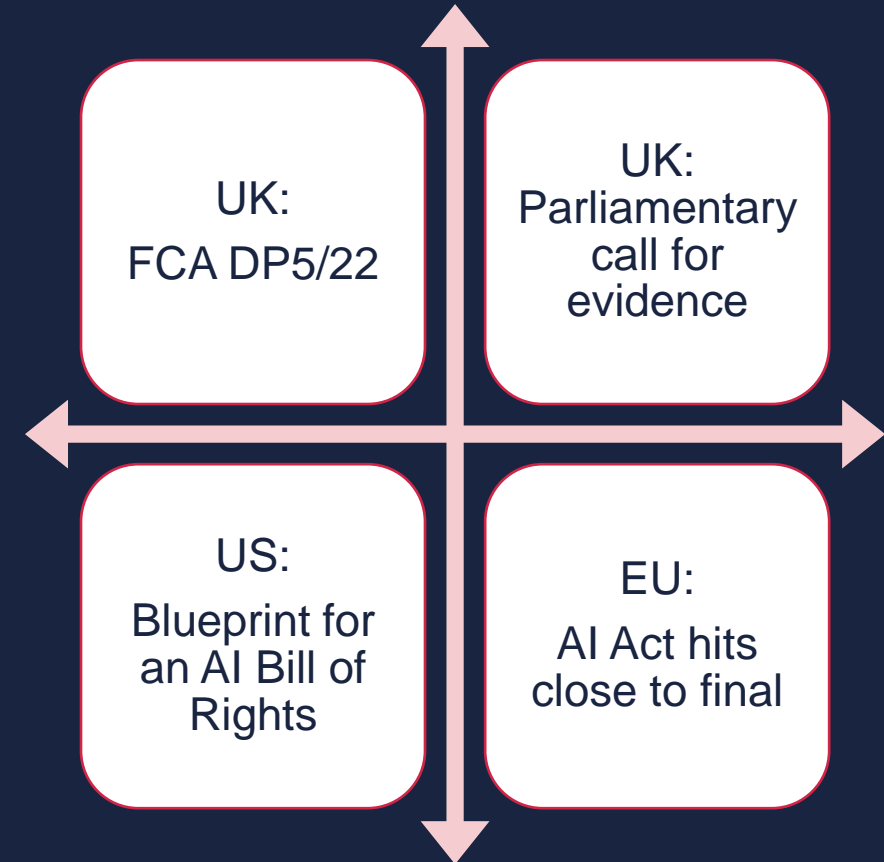 UK:
FCA DP5/22
UK:
Parliamentary
call for
evidence
US:
Blueprint for
an AI Bill of
Rights
EU:
AI Act hits
close to final